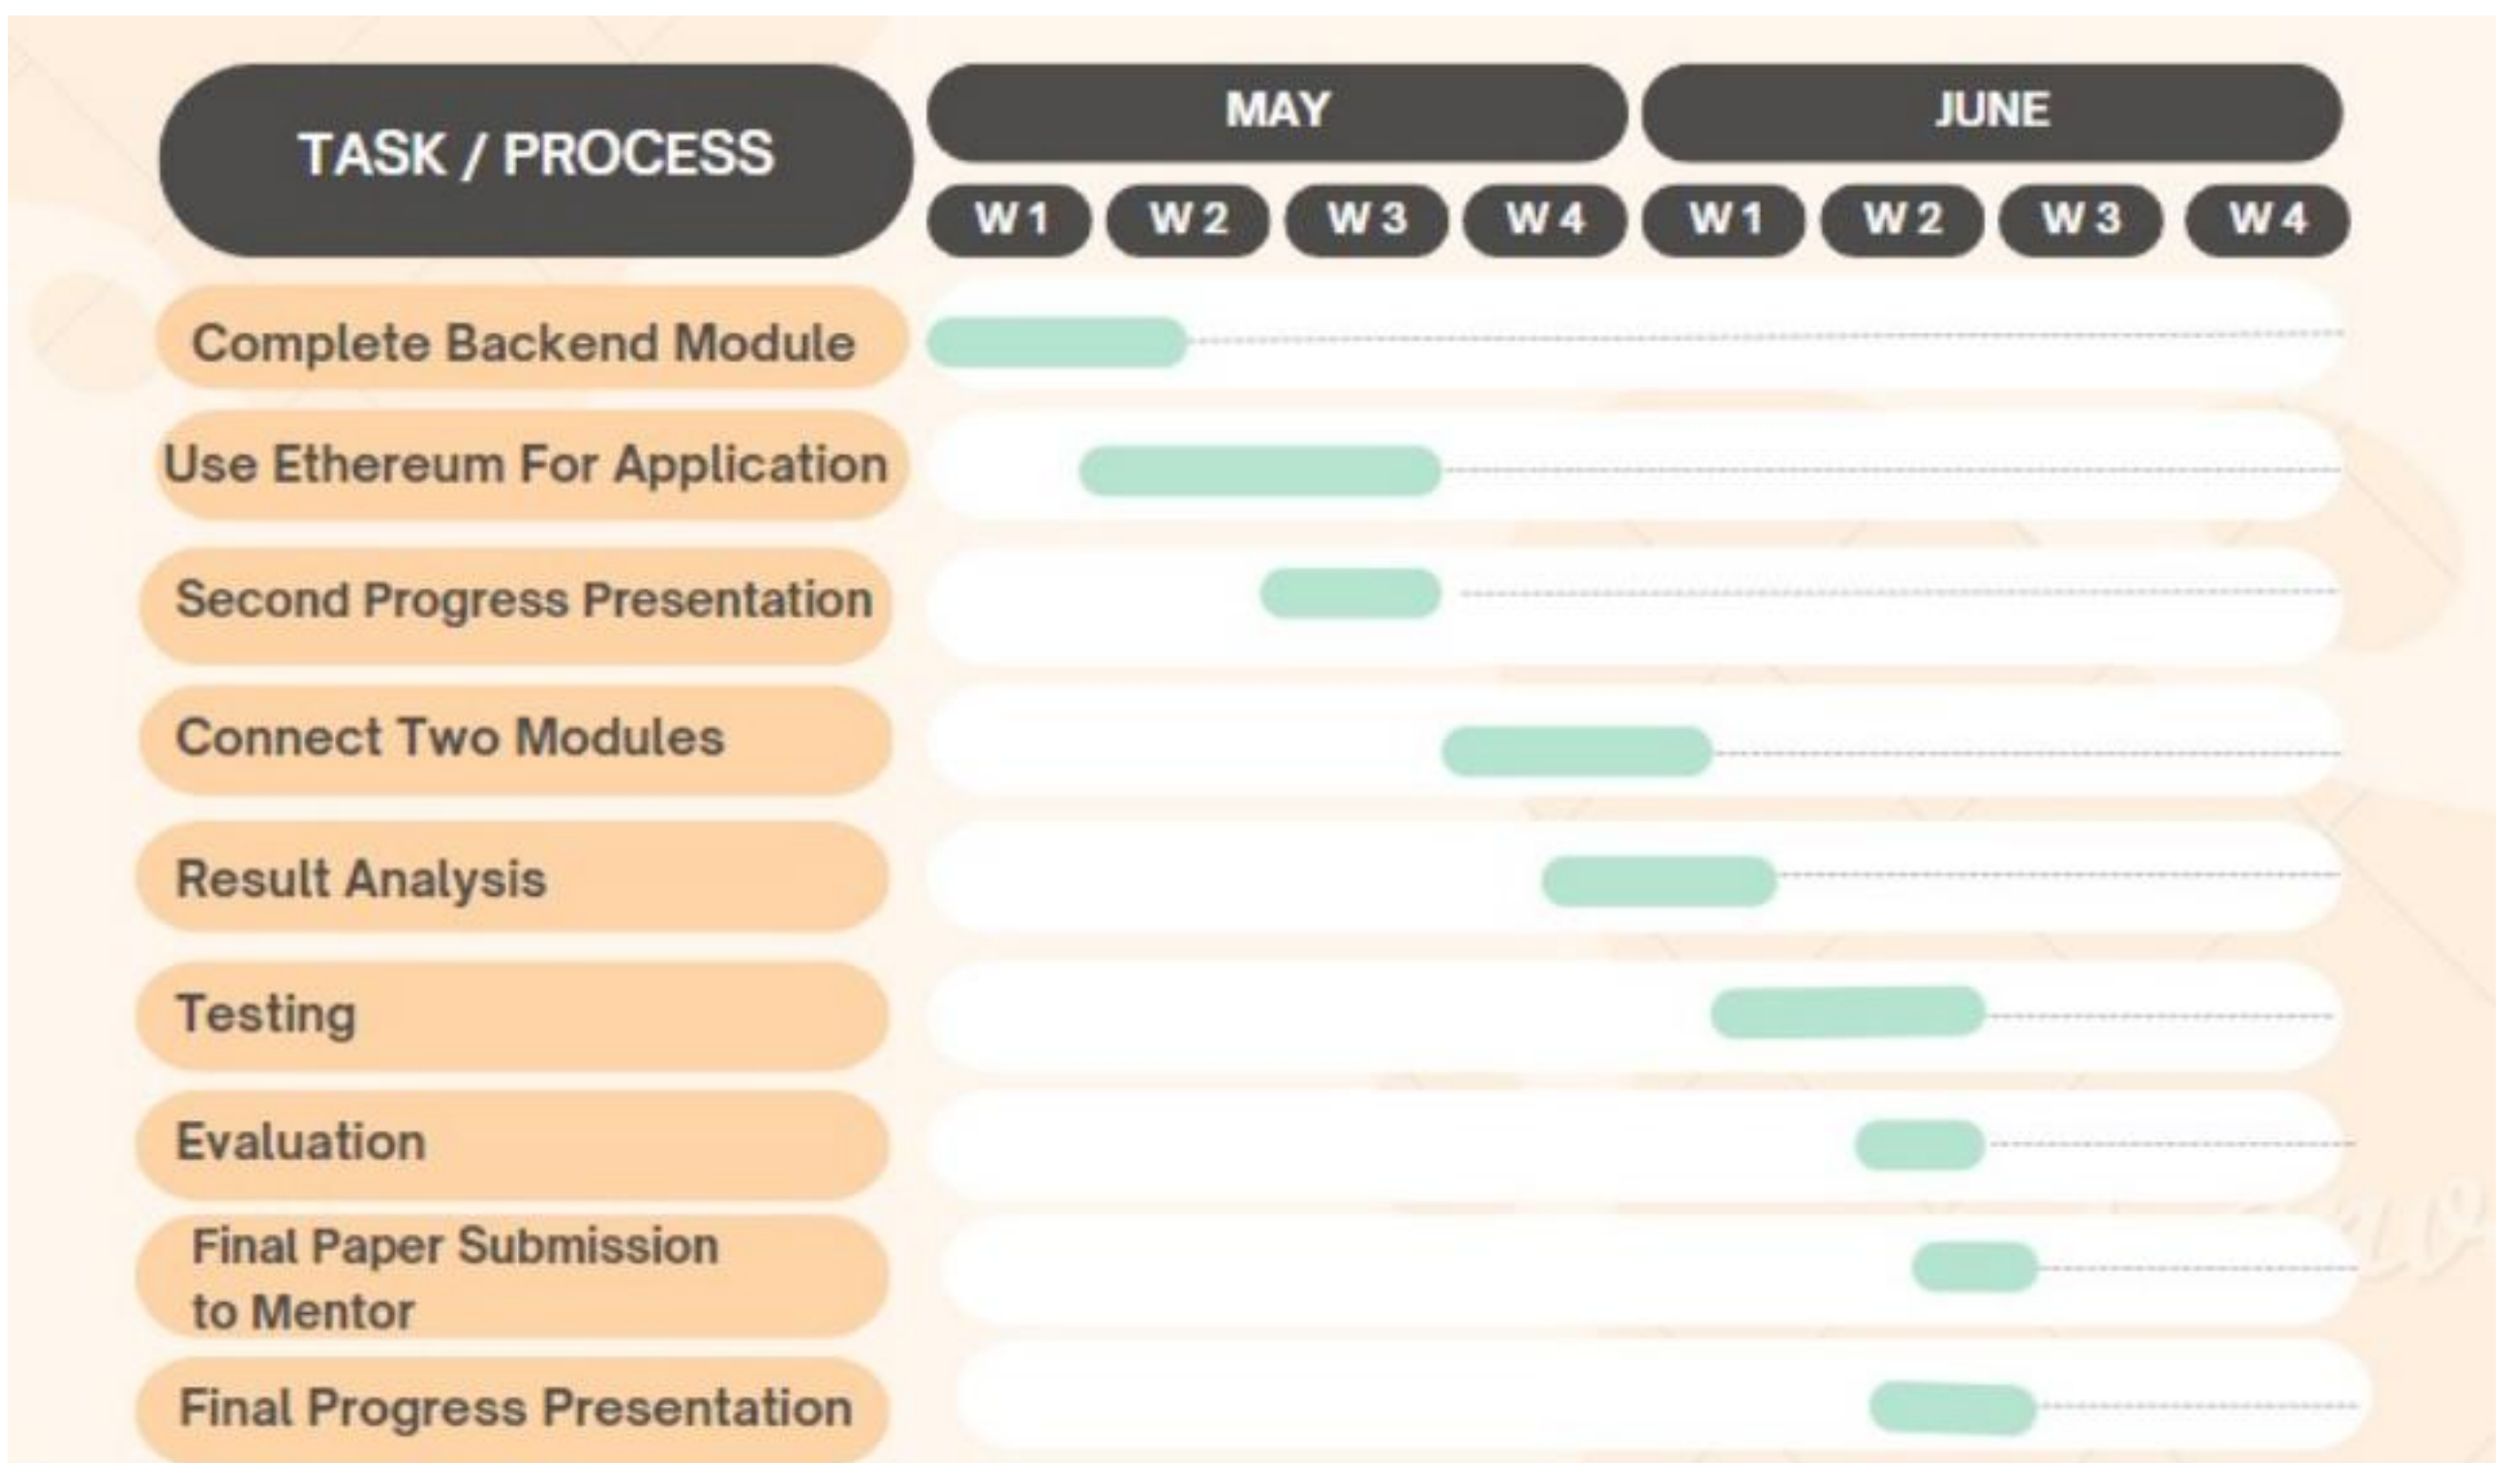 TASK / PROCESS
MAY
JUNE
W 1
W 2
W 3
W 4
W 1
W 2
W 3
W 4
Complete Backend Module
Use Ethereum For Application
Second Progress Presentation
Connect Two Modules
Result Analysis
Testing
Evaluation
Final Paper Submission
to Mentor
Final Progress Presentation